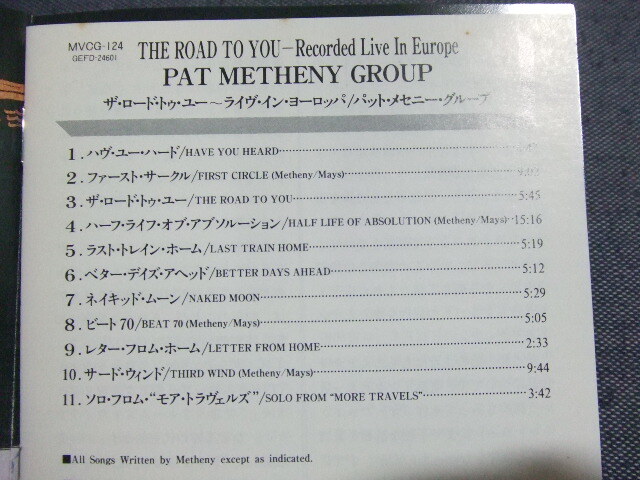 MVCG-124
GEFD-24601
THE ROAD TO YOU—Recorded Live In Europe
PAT METHENY GROUP
ザ・ロード・トゥ・ユー～ライヴ・イン・ヨーロッパ/パット・メセニー・グループ
1. ハヴ・ユー・ハード/HAVE YOU HEARD
2. ファースト・サークル/FIRST CIRCLE (Metheny/Mays) 9:03
3. ザ・ロード・トゥ・ユー/THE ROAD TO YOU 5:45
4. ハーフ・ライフ・オブ・アブソルーション/HALF LIFE OF ABSOLUTION (Metheny/Mays) 15:16
5. ラスト・トレイン・ホーム/LAST TRAIN HOME 5:19
6. ベター・デイズ・アヘッド/BETTER DAYS AHEAD 5:12
7. ネイキッド・ムーン/NAKED MOON 5:29
8. ビート70/BEAT 70 (Metheny/Mays) 5:05
9. レター・フロム・ホーム/LETTER FROM HOME 2:33
10. サード・ウィンド/THIRD WIND (Metheny/Mays) 9:44
11. ソロ・フロム・“モア・トラヴェルズ”/SOLO FROM “MORE TRAVELS” 3:42
■All Songs Written by Metheny except as indicated.